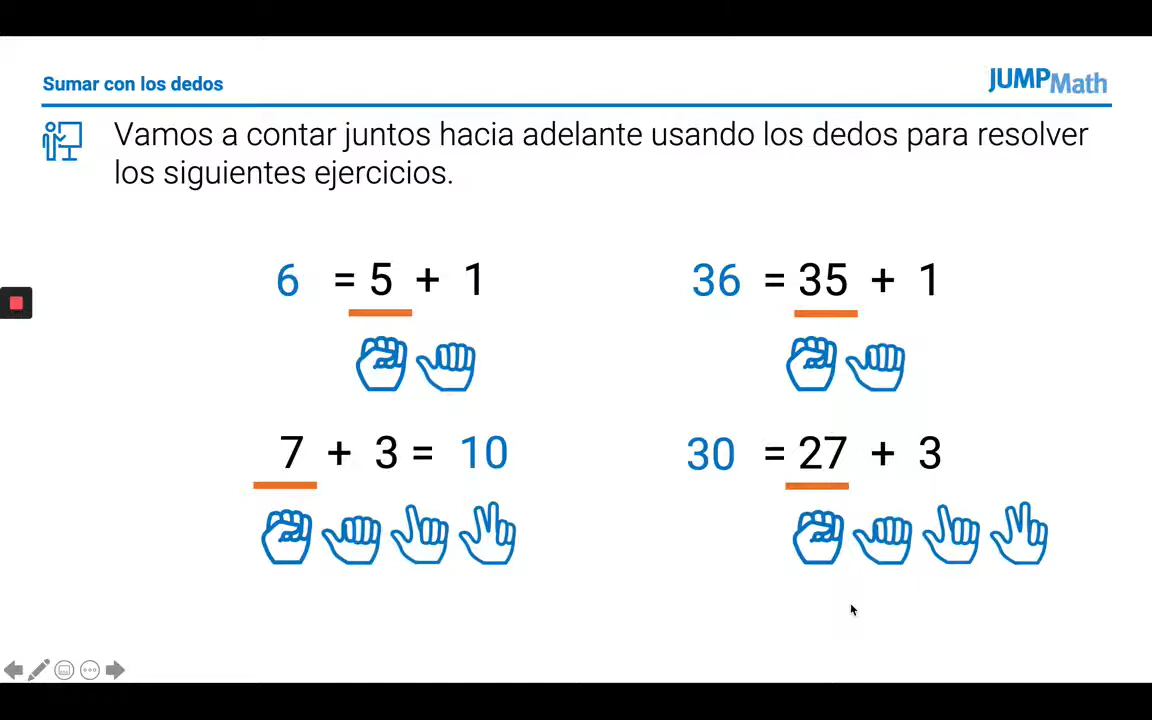 Sumar con los dedos
JUMPMath
Vamos a contar juntos hacia adelante usando los dedos para resolver
los siguientes ejercicios.
6 = 5 + 1
36 = 35 + 1
7 + 3 = 10
30 = 27 + 3